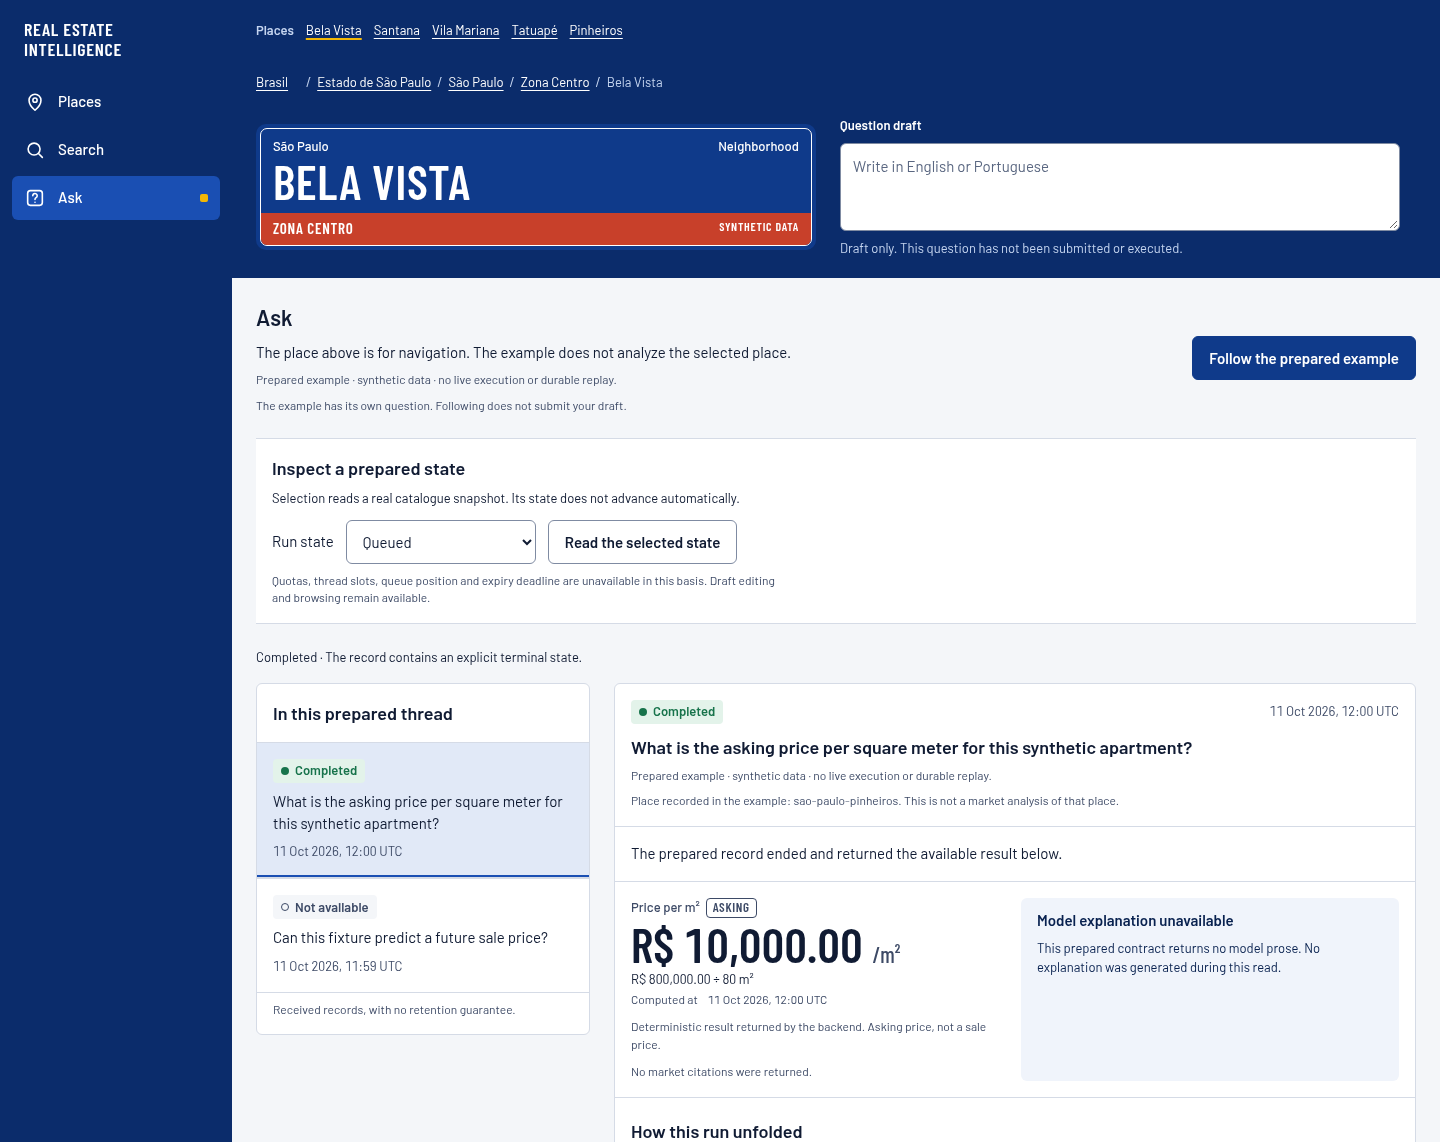 REAL ESTATE
INTELLIGENCE
Places
Search
Ask
Places Bela Vista Santana Vila Mariana Tatuapé Pinheiros
Brasil / Estado de São Paulo / São Paulo / Zona Centro / Bela Vista
São Paulo Neighborhood
BELA VISTA
ZONA CENTRO SYNTHETIC DATA
Question draft
Write in English or Portuguese
Draft only. This question has not been submitted or executed.
Ask
The place above is for navigation. The example does not analyze the selected place.
Prepared example · synthetic data · no live execution or durable replay.
The example has its own question. Following does not submit your draft.
Follow the prepared example
Inspect a prepared state
Selection reads a real catalogue snapshot. Its state does not advance automatically.
Run state Queued Read the selected state
Quotas, thread slots, queue position and expiry deadline are unavailable in this basis. Draft editing
and browsing remain available.
Completed · The record contains an explicit terminal state.
In this prepared thread
Completed
What is the asking price per square meter for
this synthetic apartment?
11 Oct 2026, 12:00 UTC
Not available
Can this fixture predict a future sale price?
11 Oct 2026, 11:59 UTC
Received records, with no retention guarantee.
Completed 11 Oct 2026, 12:00 UTC
What is the asking price per square meter for this synthetic apartment?
Prepared example · synthetic data · no live execution or durable replay.
Place recorded in the example: sao-paulo-pinheiros. This is not a market analysis of that place.
The prepared record ended and returned the available result below.
Price per m² ASKING
R$ 10,000.00 /m²
R$ 800,000.00 ÷ 80 m²
Computed at 11 Oct 2026, 12:00 UTC
Deterministic result returned by the backend. Asking price, not a sale
price.
No market citations were returned.
Model explanation unavailable
This prepared contract returns no model prose. No
explanation was generated during this read.
How this run unfolded